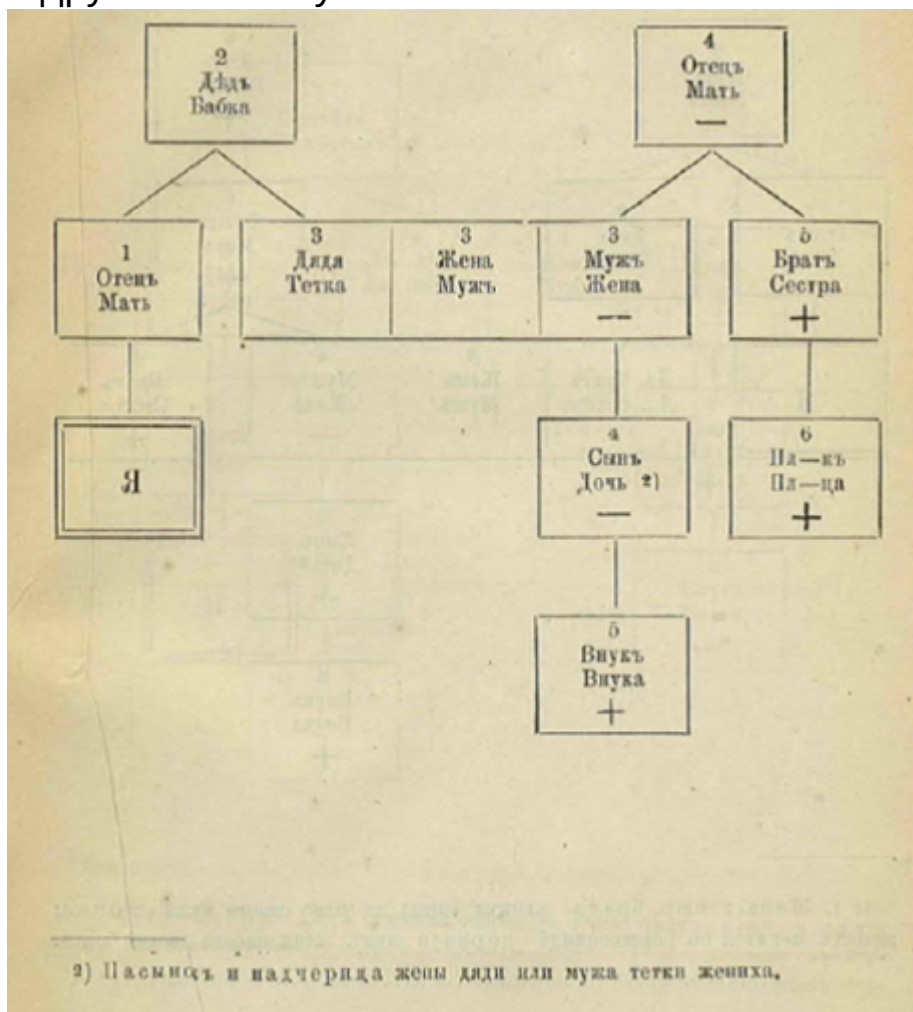 2
Дѣдъ
Бабка
4
Отецъ
Мать
—
1
Отецъ
Мать
3
Дядя
Тетка
3
Жена
Мужъ
3
Мужъ
Жена
—
5
Братъ
Сестра
+
Я
4
Сынъ
Дочь 2)
—
6
Пл—къ
Пл—ца
+
5
Внукъ
Внука
+
2) Пасынокъ и падчерица жены дяди или мужа тетки жениха.